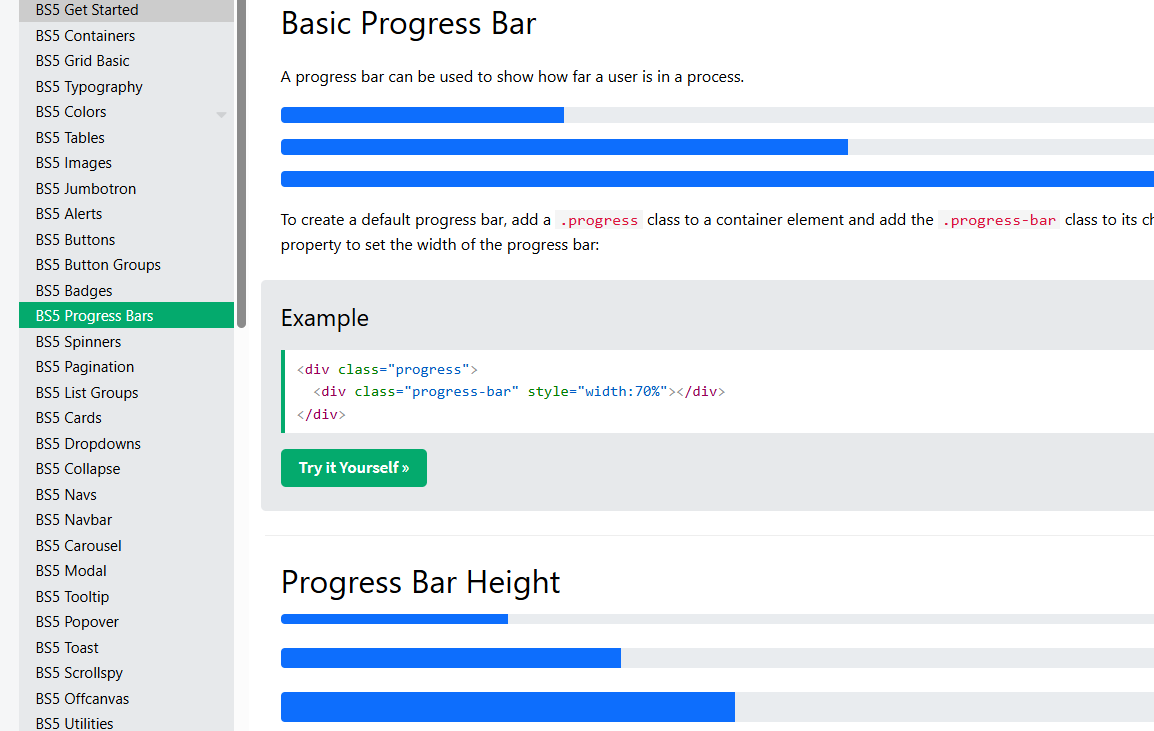 BS5 Get Started
BS5 Containers
BS5 Grid Basic
BS5 Typography
BS5 Colors
BS5 Tables
BS5 Images
BS5 Jumbotron
BS5 Alerts
BS5 Buttons
BS5 Button Groups
BS5 Badges
BS5 Progress Bars
BS5 Spinners
BS5 Pagination
BS5 List Groups
BS5 Cards
BS5 Dropdowns
BS5 Collapse
BS5 Navs
BS5 Navbar
BS5 Carousel
BS5 Modal
BS5 Tooltip
BS5 Popover
BS5 Toast
BS5 Scrollspy
BS5 Offcanvas
BS5 Utilities
Basic Progress Bar
A progress bar can be used to show how far a user is in a process.
To create a default progress bar, add a .progress class to a container element and add the .progress-bar class to its
property to set the width of the progress bar:
Example
<div class="progress">
  <div class="progress-bar" style="width:70%"></div>
</div>
Try it Yourself »
Progress Bar Height